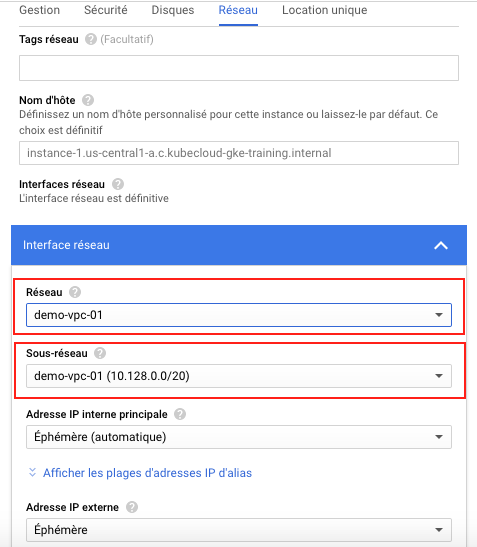 Gestion Sécurité Disques Réseau Location unique
Tags réseau ? (Facultatif)
Nom d'hôte ?
Définissez un nom d'hôte personnalisé pour cette instance ou laissez-le par défaut. Ce
choix est définitif
instance-1.us-central1-a.c.kubecloud-gke-training.internal
Interfaces réseau ?
L'interface réseau est définitive
Interface réseau
Réseau ?
demo-vpc-01
Sous-réseau ?
demo-vpc-01 (10.128.0.0/20)
Adresse IP interne principale ?
Éphémère (automatique)
Afficher les plages d'adresses IP d'alias
Adresse IP externe ?
Éphémère